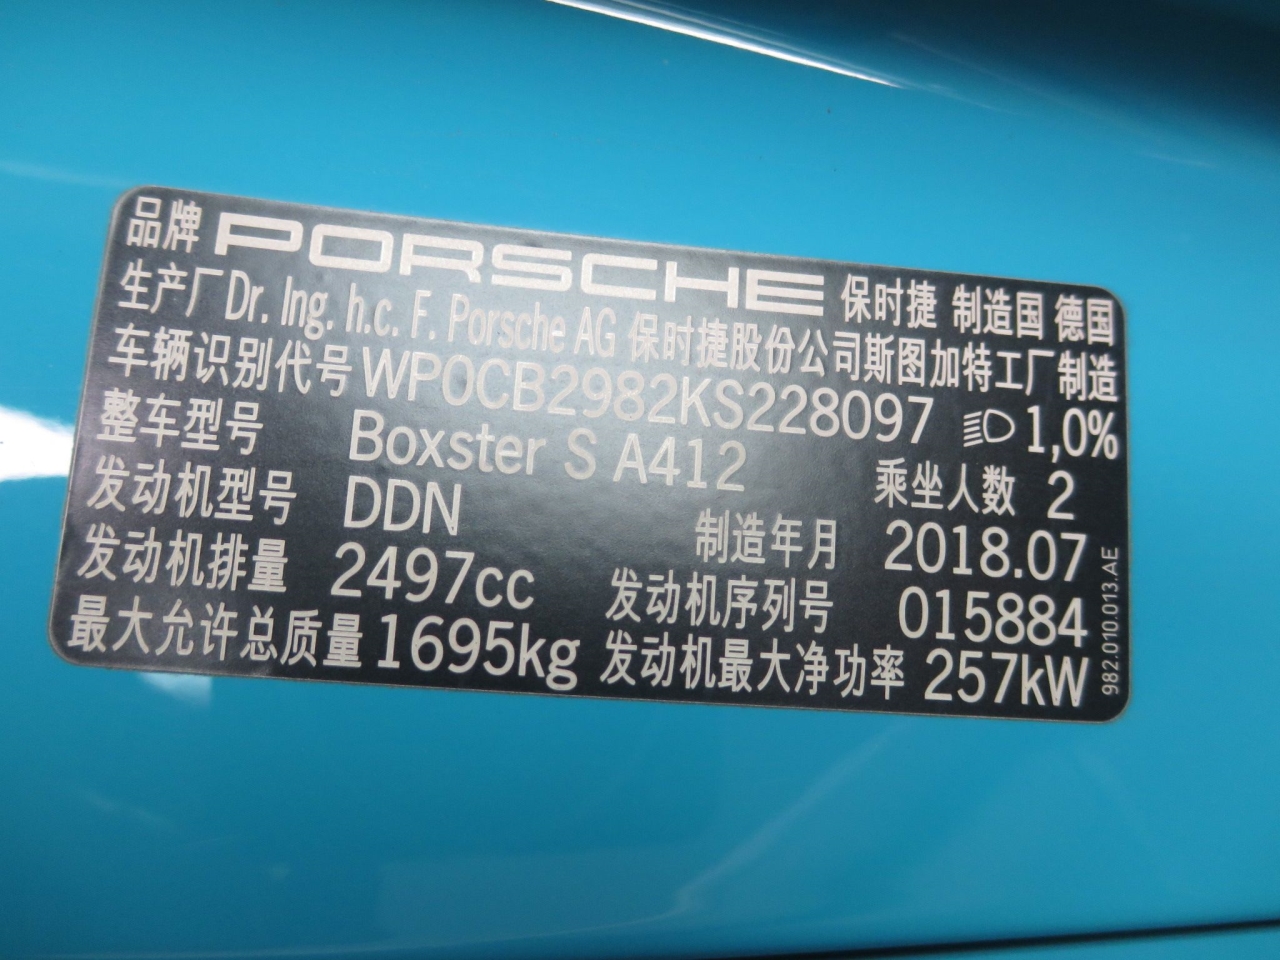 品牌 PORSCHE 保时捷 制造国 德国
生产厂 Dr. Ing. h.c. F. Porsche AG 保时捷股份公司斯图加特工厂制造
车辆识别代号 WP0CB2982KS228097 1,0%
整车型号 Boxster S A412 乘坐人数 2
发动机型号 DDN 制造年月 2018.07
发动机排量 2497cc 发动机序列号 015884
最大允许总质量 1695kg 发动机最大净功率 257kW
982.010.013.AE